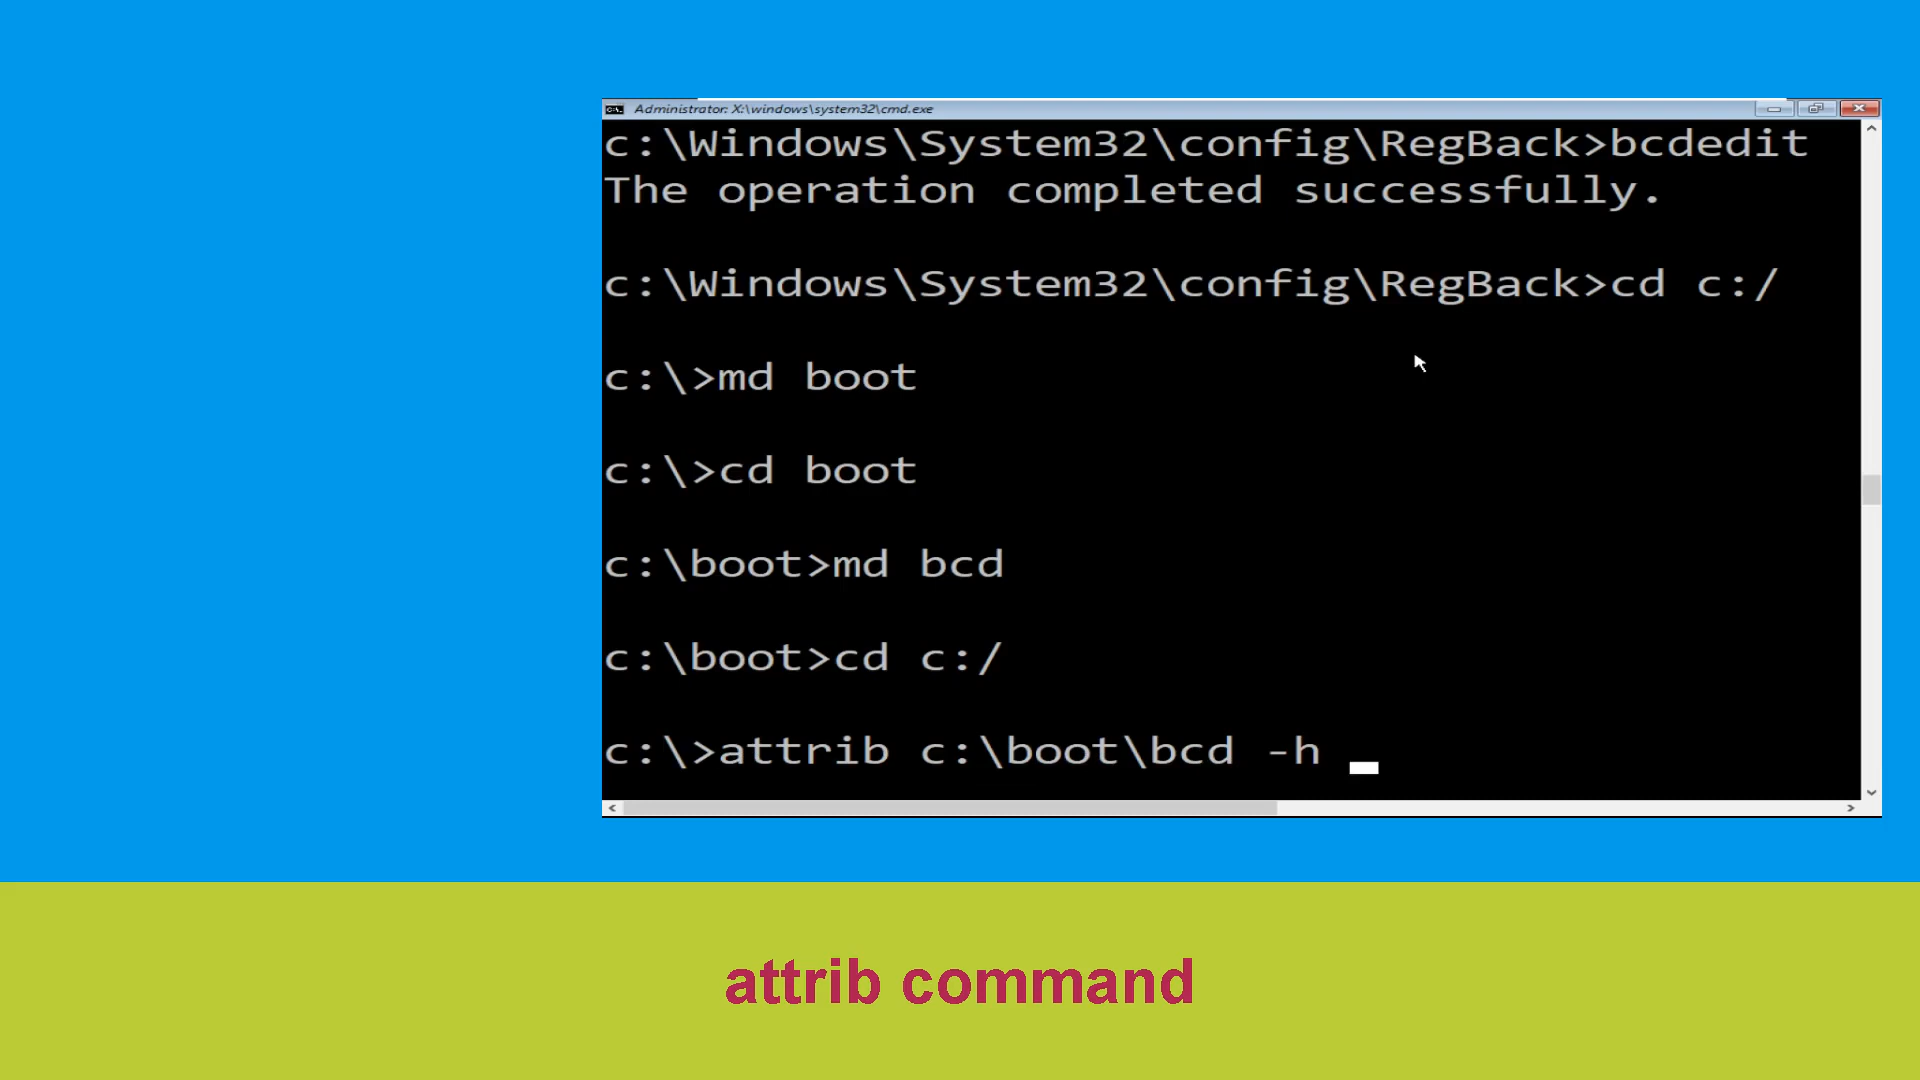 Administrator: X:\windows\system32\cmd.exe
c:\Windows\System32\config\RegBack>bcdedit
The operation completed successfully.
c:\Windows\System32\config\RegBack>cd c:/
c:\>md boot
c:\>cd boot
c:\boot>md bcd
c:\boot>cd c:/
c:\>attrib c:\boot\bcd -h
attrib command